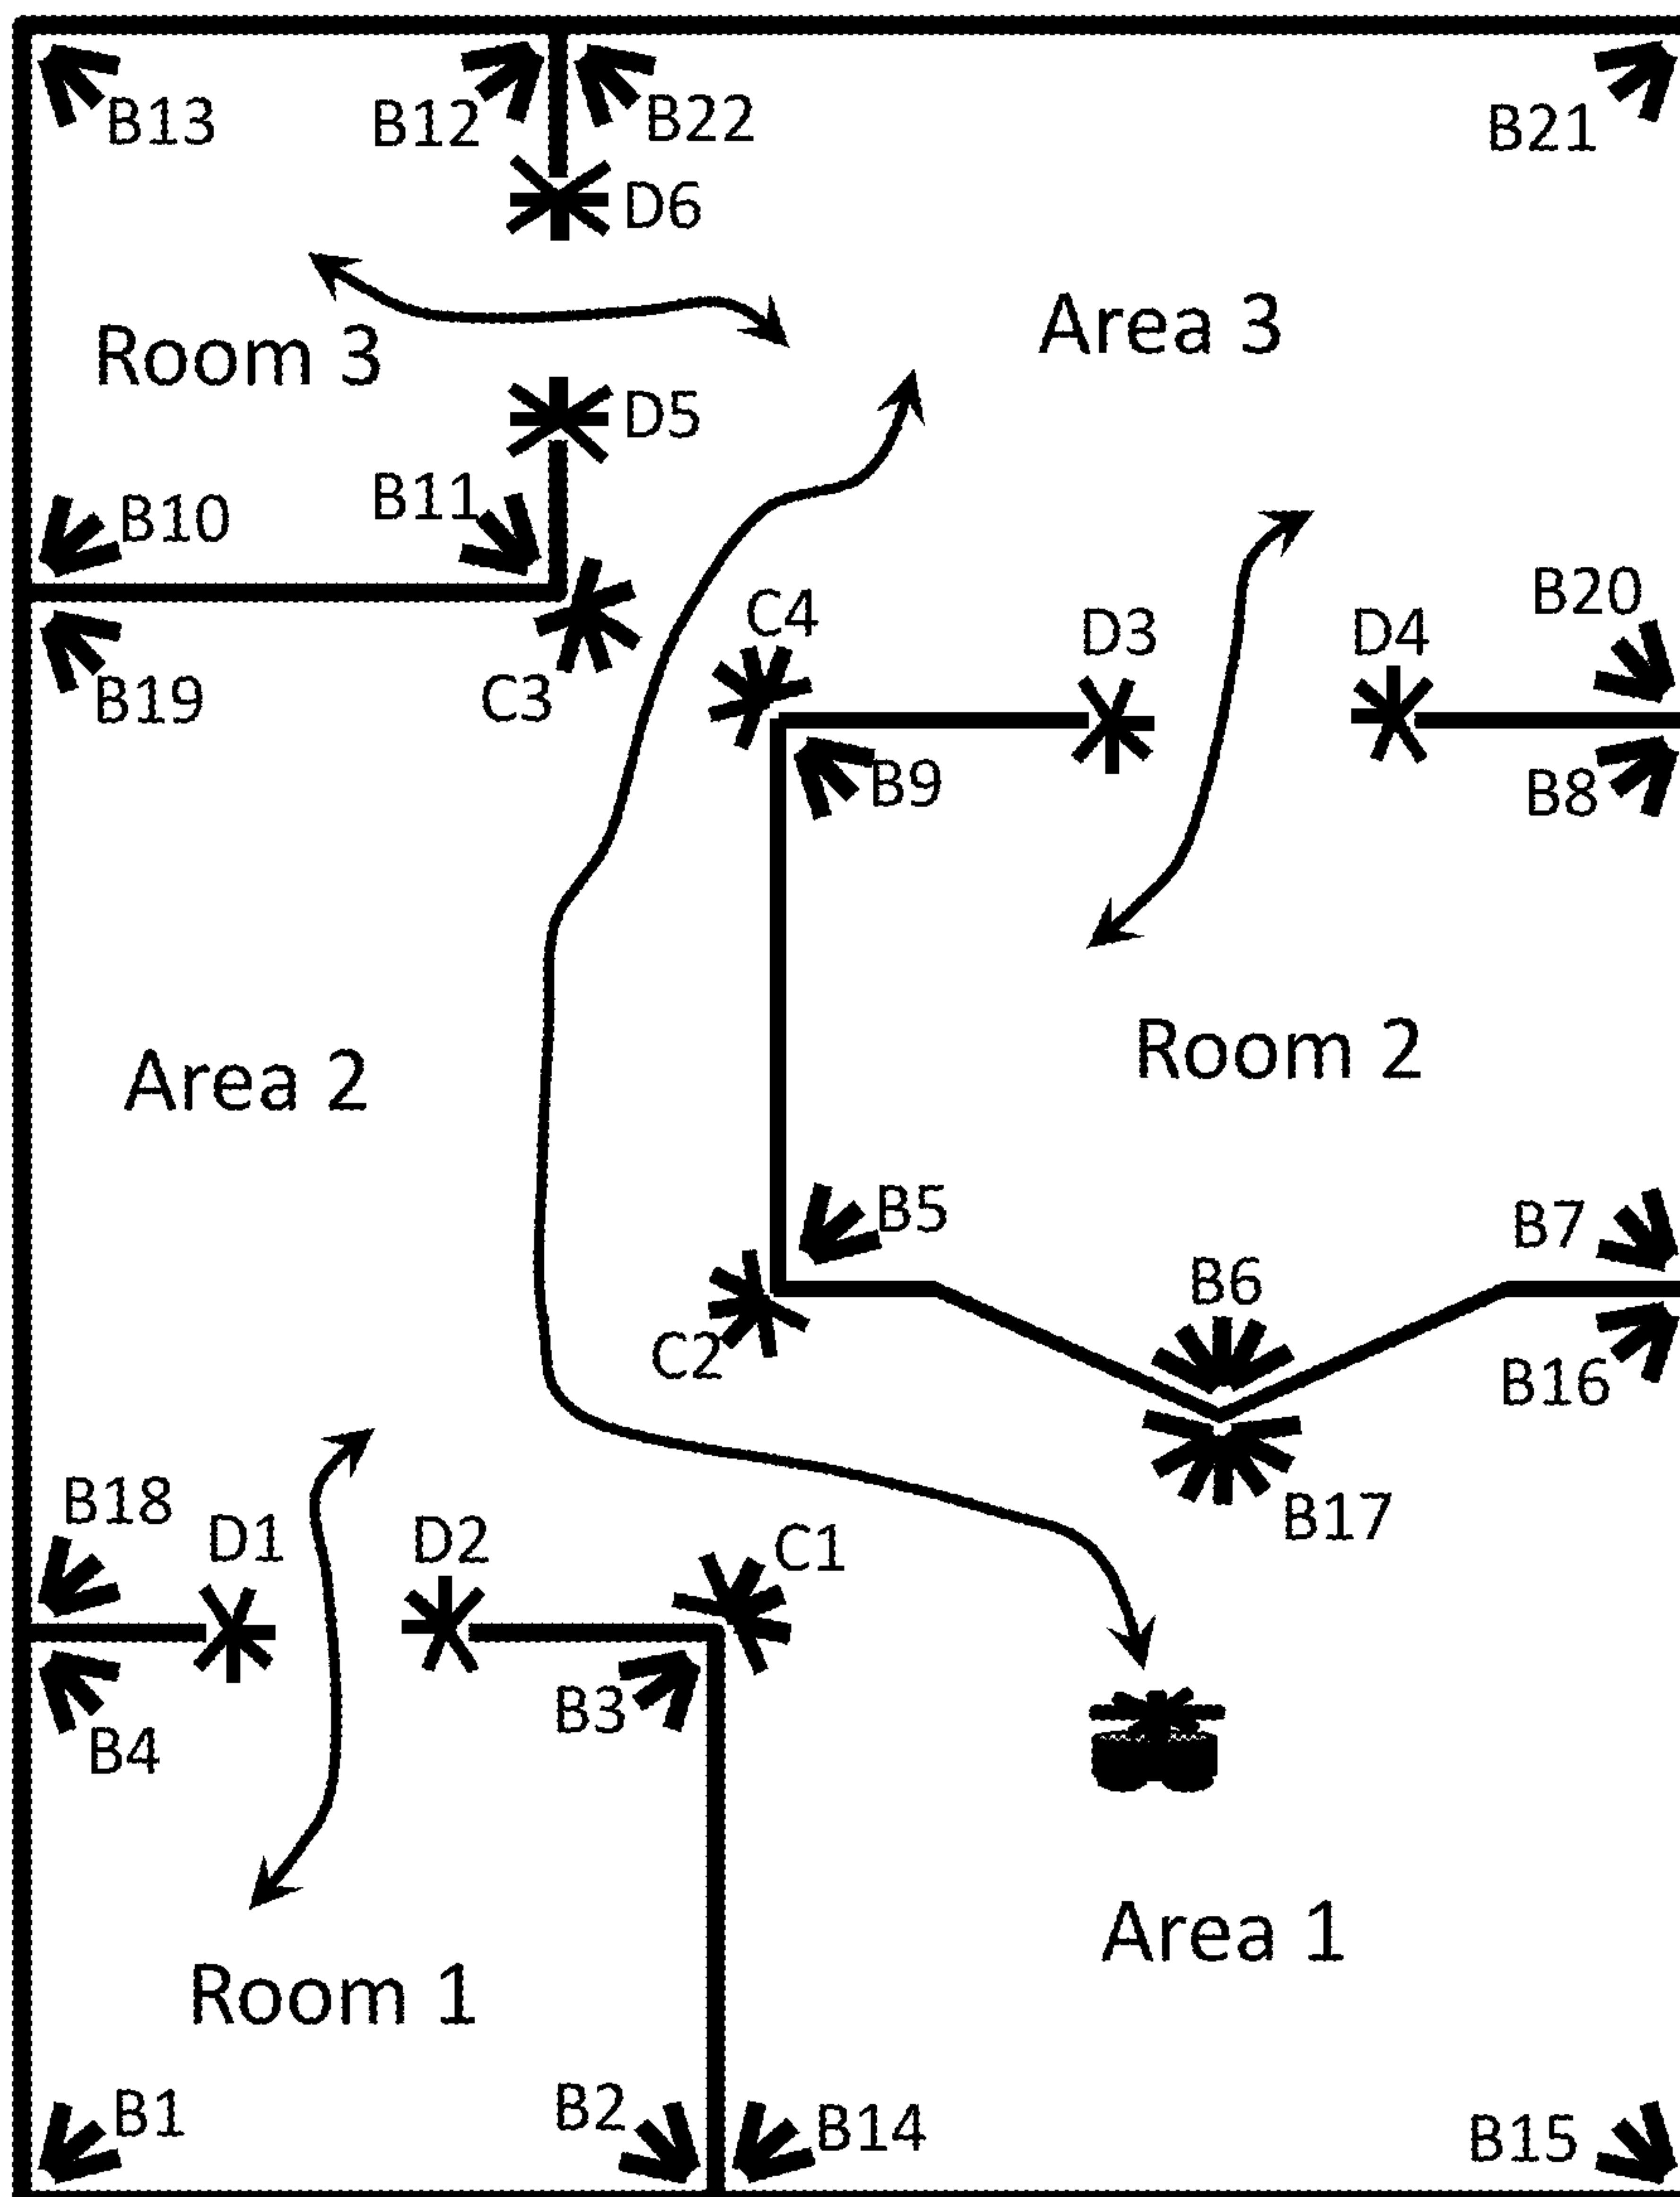 B13
B12
B22
B21
D6
Area 3
Room 3
D5
B11
B10
B20
C4
D3
D4
B19
C3
B9
B8
Room 2
Area 2
B5
B7
B6
C2
B16
B18
B17
D1
D2
C1
B3
B4
Area 1
Room 1
B1
B2
B14
B15